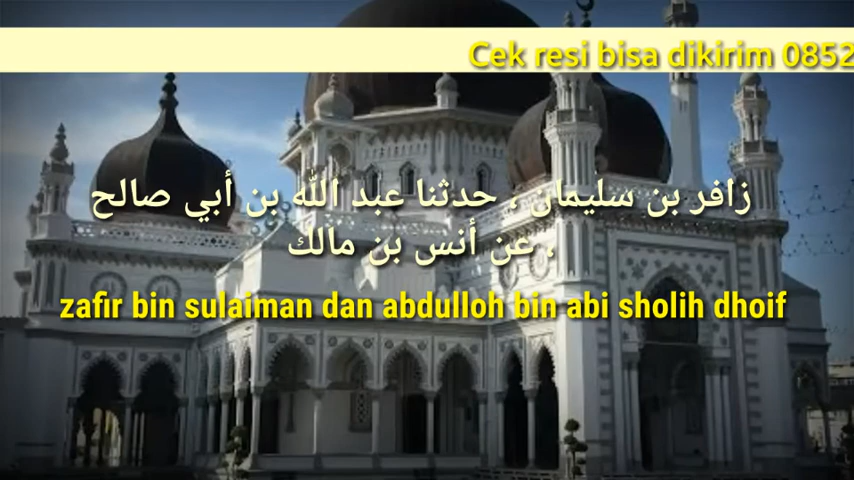 Cek resi bisa dikirim 0852
زافر بن سليمان ، حدثنا عبد الله بن أبي صالح
، عن أنس بن مالك
zafir bin sulaiman dan abdulloh bin abi sholih dhoif